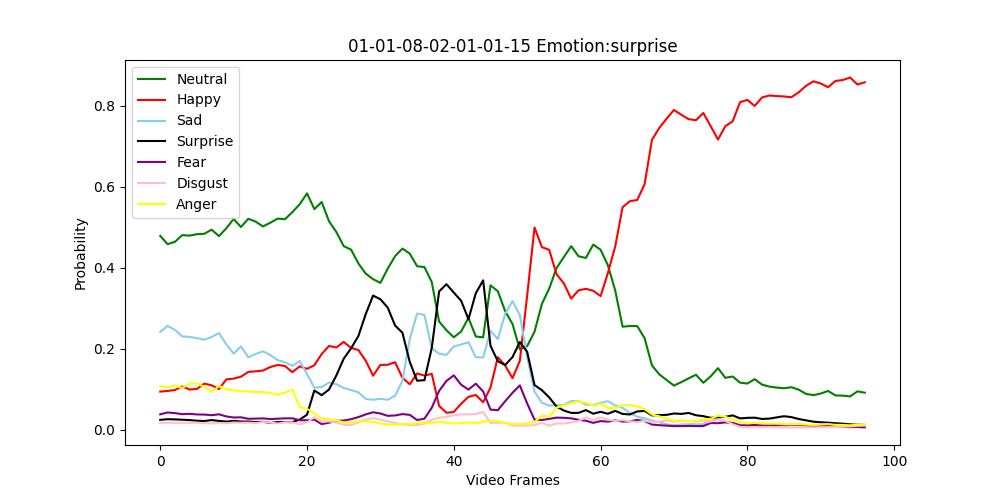 01-01-08-02-01-01-15 Emotion:surprise
Neutral
Happy
Sad
Surprise
Fear
Disgust
Anger
Probability
0.8
0.6
0.4
0.2
0.0
0 20 40 60 80 100
Video Frames